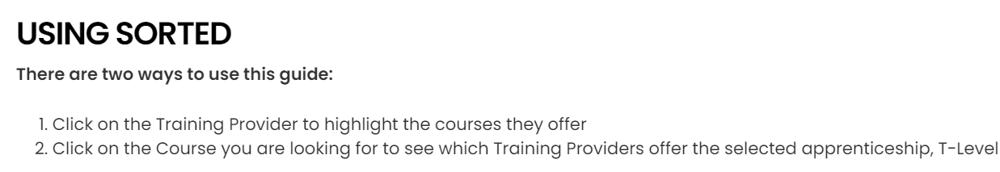 USING SORTED
There are two ways to use this guide:
1. Click on the Training Provider to highlight the courses they offer
2. Click on the Course you are looking for to see which Training Providers offer the selected apprenticeship, T-Level